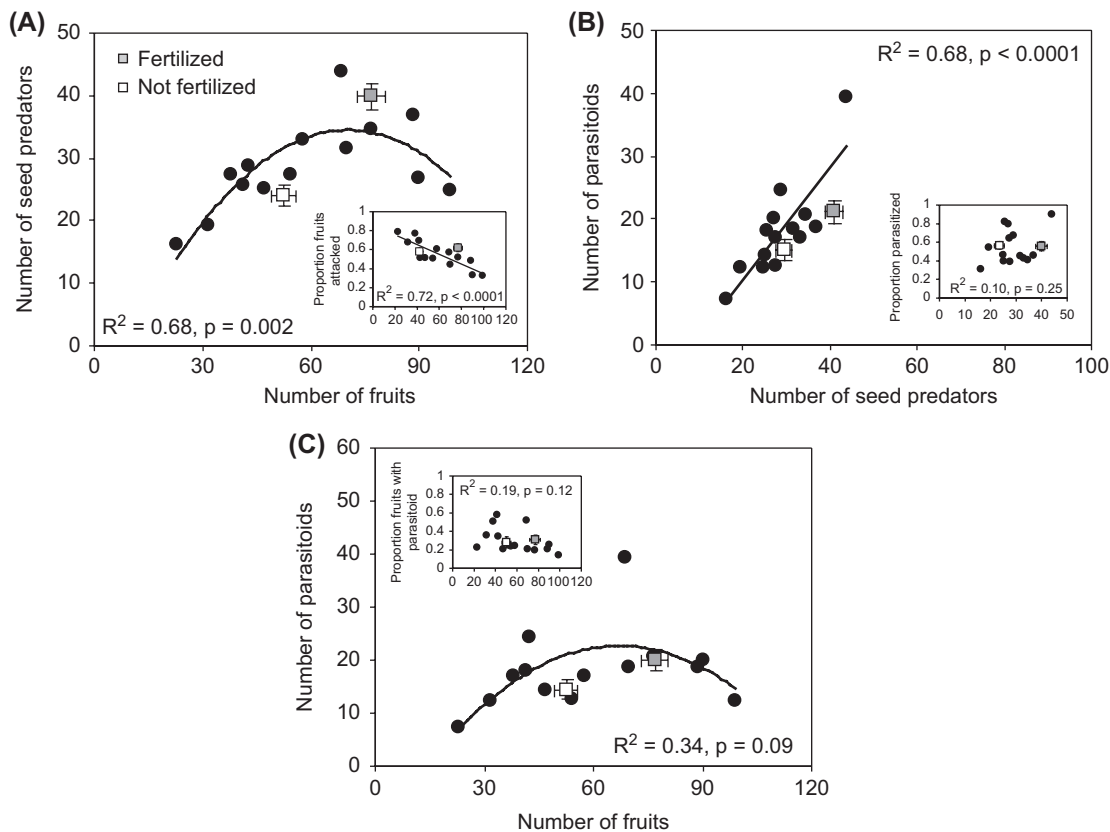 (A)
50
40
30
20
10
0
0 30 60 90 120
Number of seed predators
Number of fruits
Fertilized
Not fertilized
R² = 0.68, p = 0.002
Proportion fruits
attacked
1
0.8
0.6
0.4
0.2
0
0 20 40 60 80 100 120
R² = 0.72, p < 0.0001
(B)
50
40
30
20
10
0
0 20 40 60 80 100
Number of parasitoids
Number of seed predators
R² = 0.68, p < 0.0001
Proportion parasitized
1
0.8
0.6
0.4
0.2
0
0 10 20 30 40 50
R² = 0.10, p = 0.25
(C)
60
50
40
30
20
10
0
0 30 60 90 120
Number of parasitoids
Number of fruits
Proportion fruits with
parasitoid
1
0.8
0.6
0.4
0.2
0
0 20 40 60 80 100 120
R² = 0.19, p = 0.12
R² = 0.34, p = 0.09